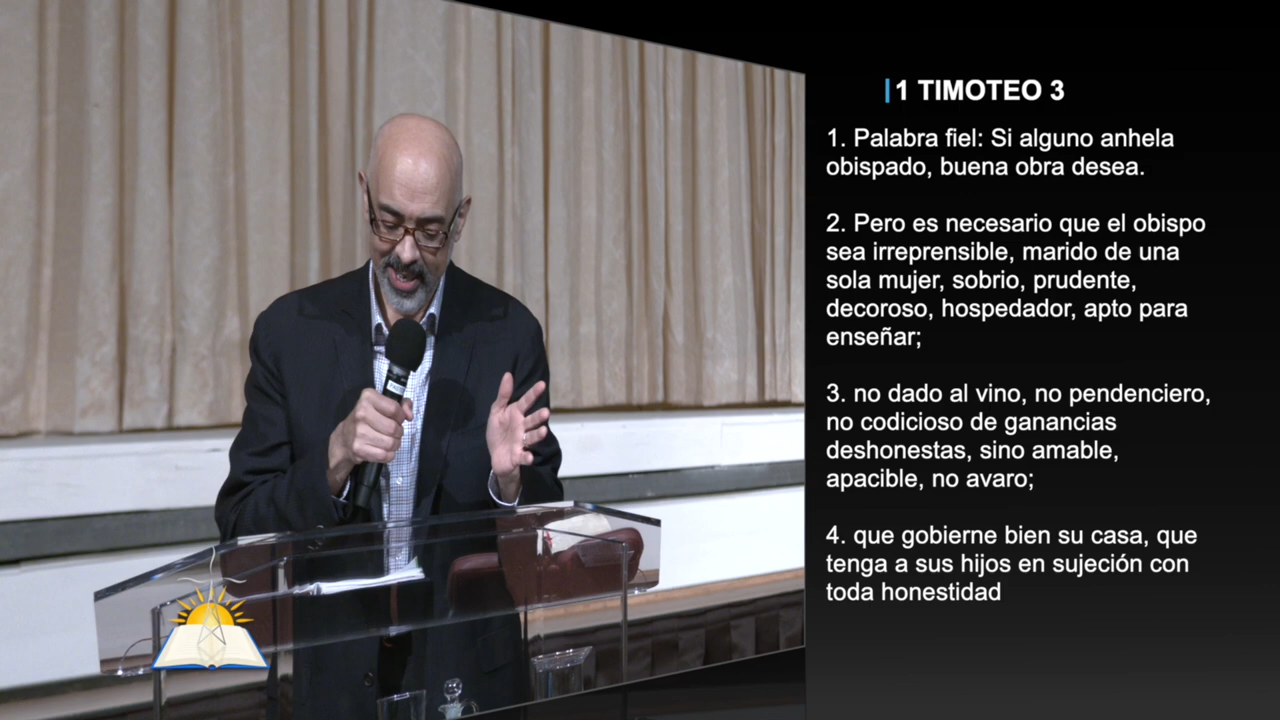 1 TIMOTEO 3
1. Palabra fiel: Si alguno anhela
obispado, buena obra desea.
2. Pero es necesario que el obispo
sea irreprensible, marido de una
sola mujer, sobrio, prudente,
decoroso, hospedador, apto para
enseñar;
3. no dado al vino, no pendenciero,
no codicioso de ganancias
deshonestas, sino amable,
apacible, no avaro;
4. que gobierne bien su casa, que
tenga a sus hijos en sujeción con
toda honestidad